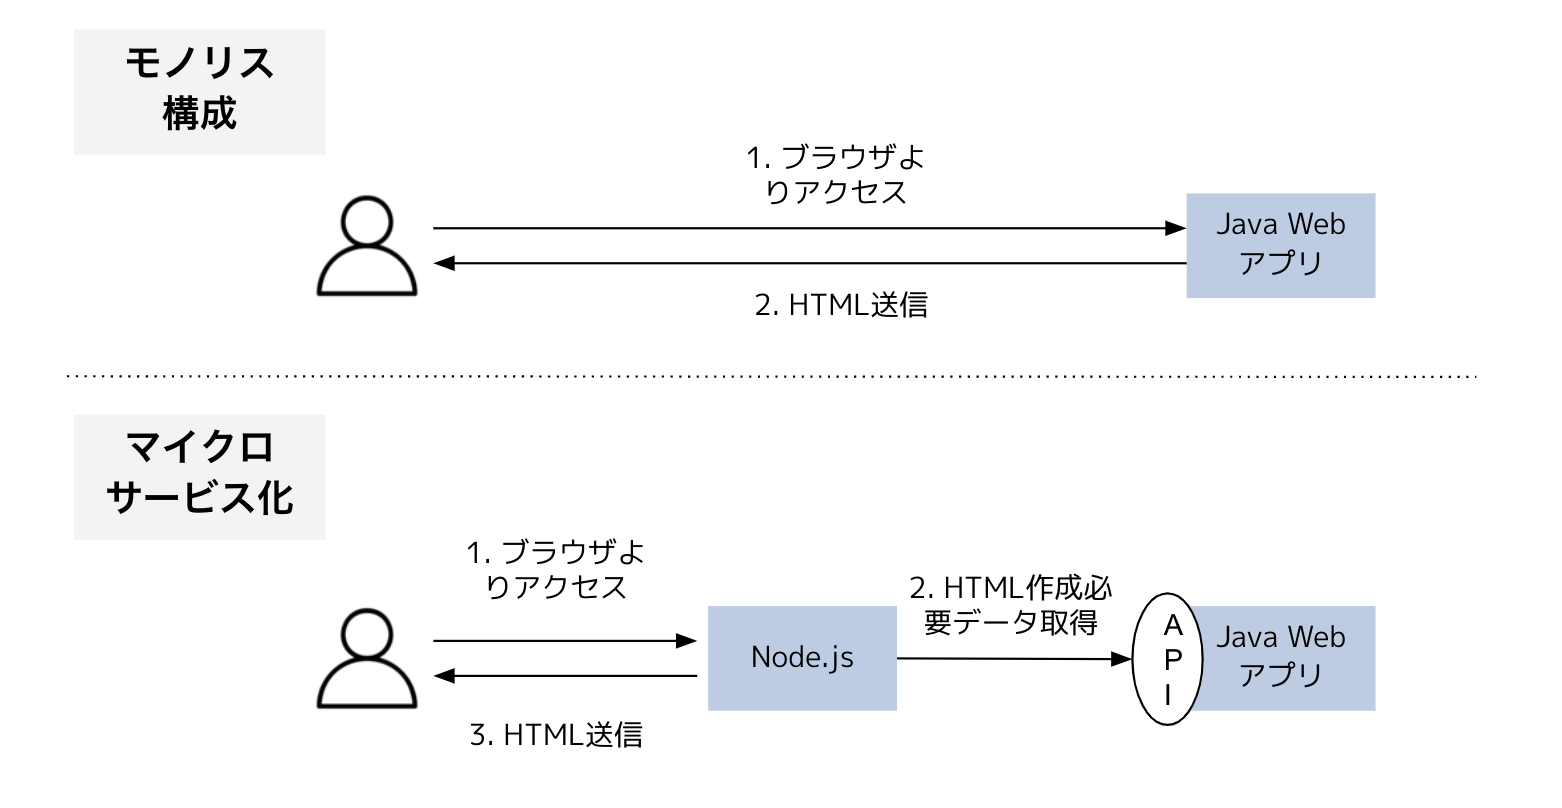 モノリス
構成
1. ブラウザよ
りアクセス
Java Web
アプリ
2. HTML送信
マイクロ
サービス化
1. ブラウザよ
りアクセス
2. HTML作成必
要データ取得
Node.js
A
P
I
Java Web
アプリ
3. HTML送信